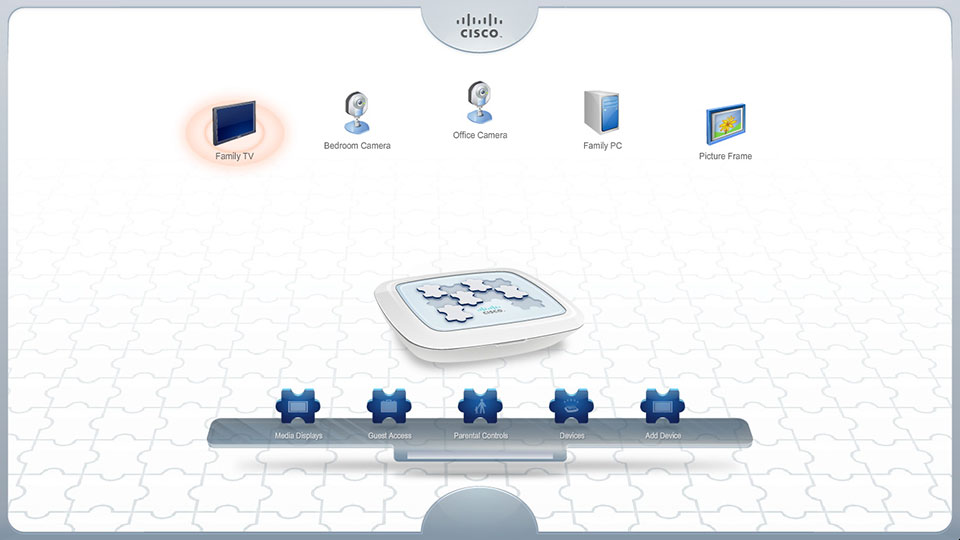 CISCO.
Family TV
Bedroom Camera
Office Camera
Family PC
Picture Frame
CISCO.
Media Displays
Guest Access
Parental Controls
Devices
Add Device